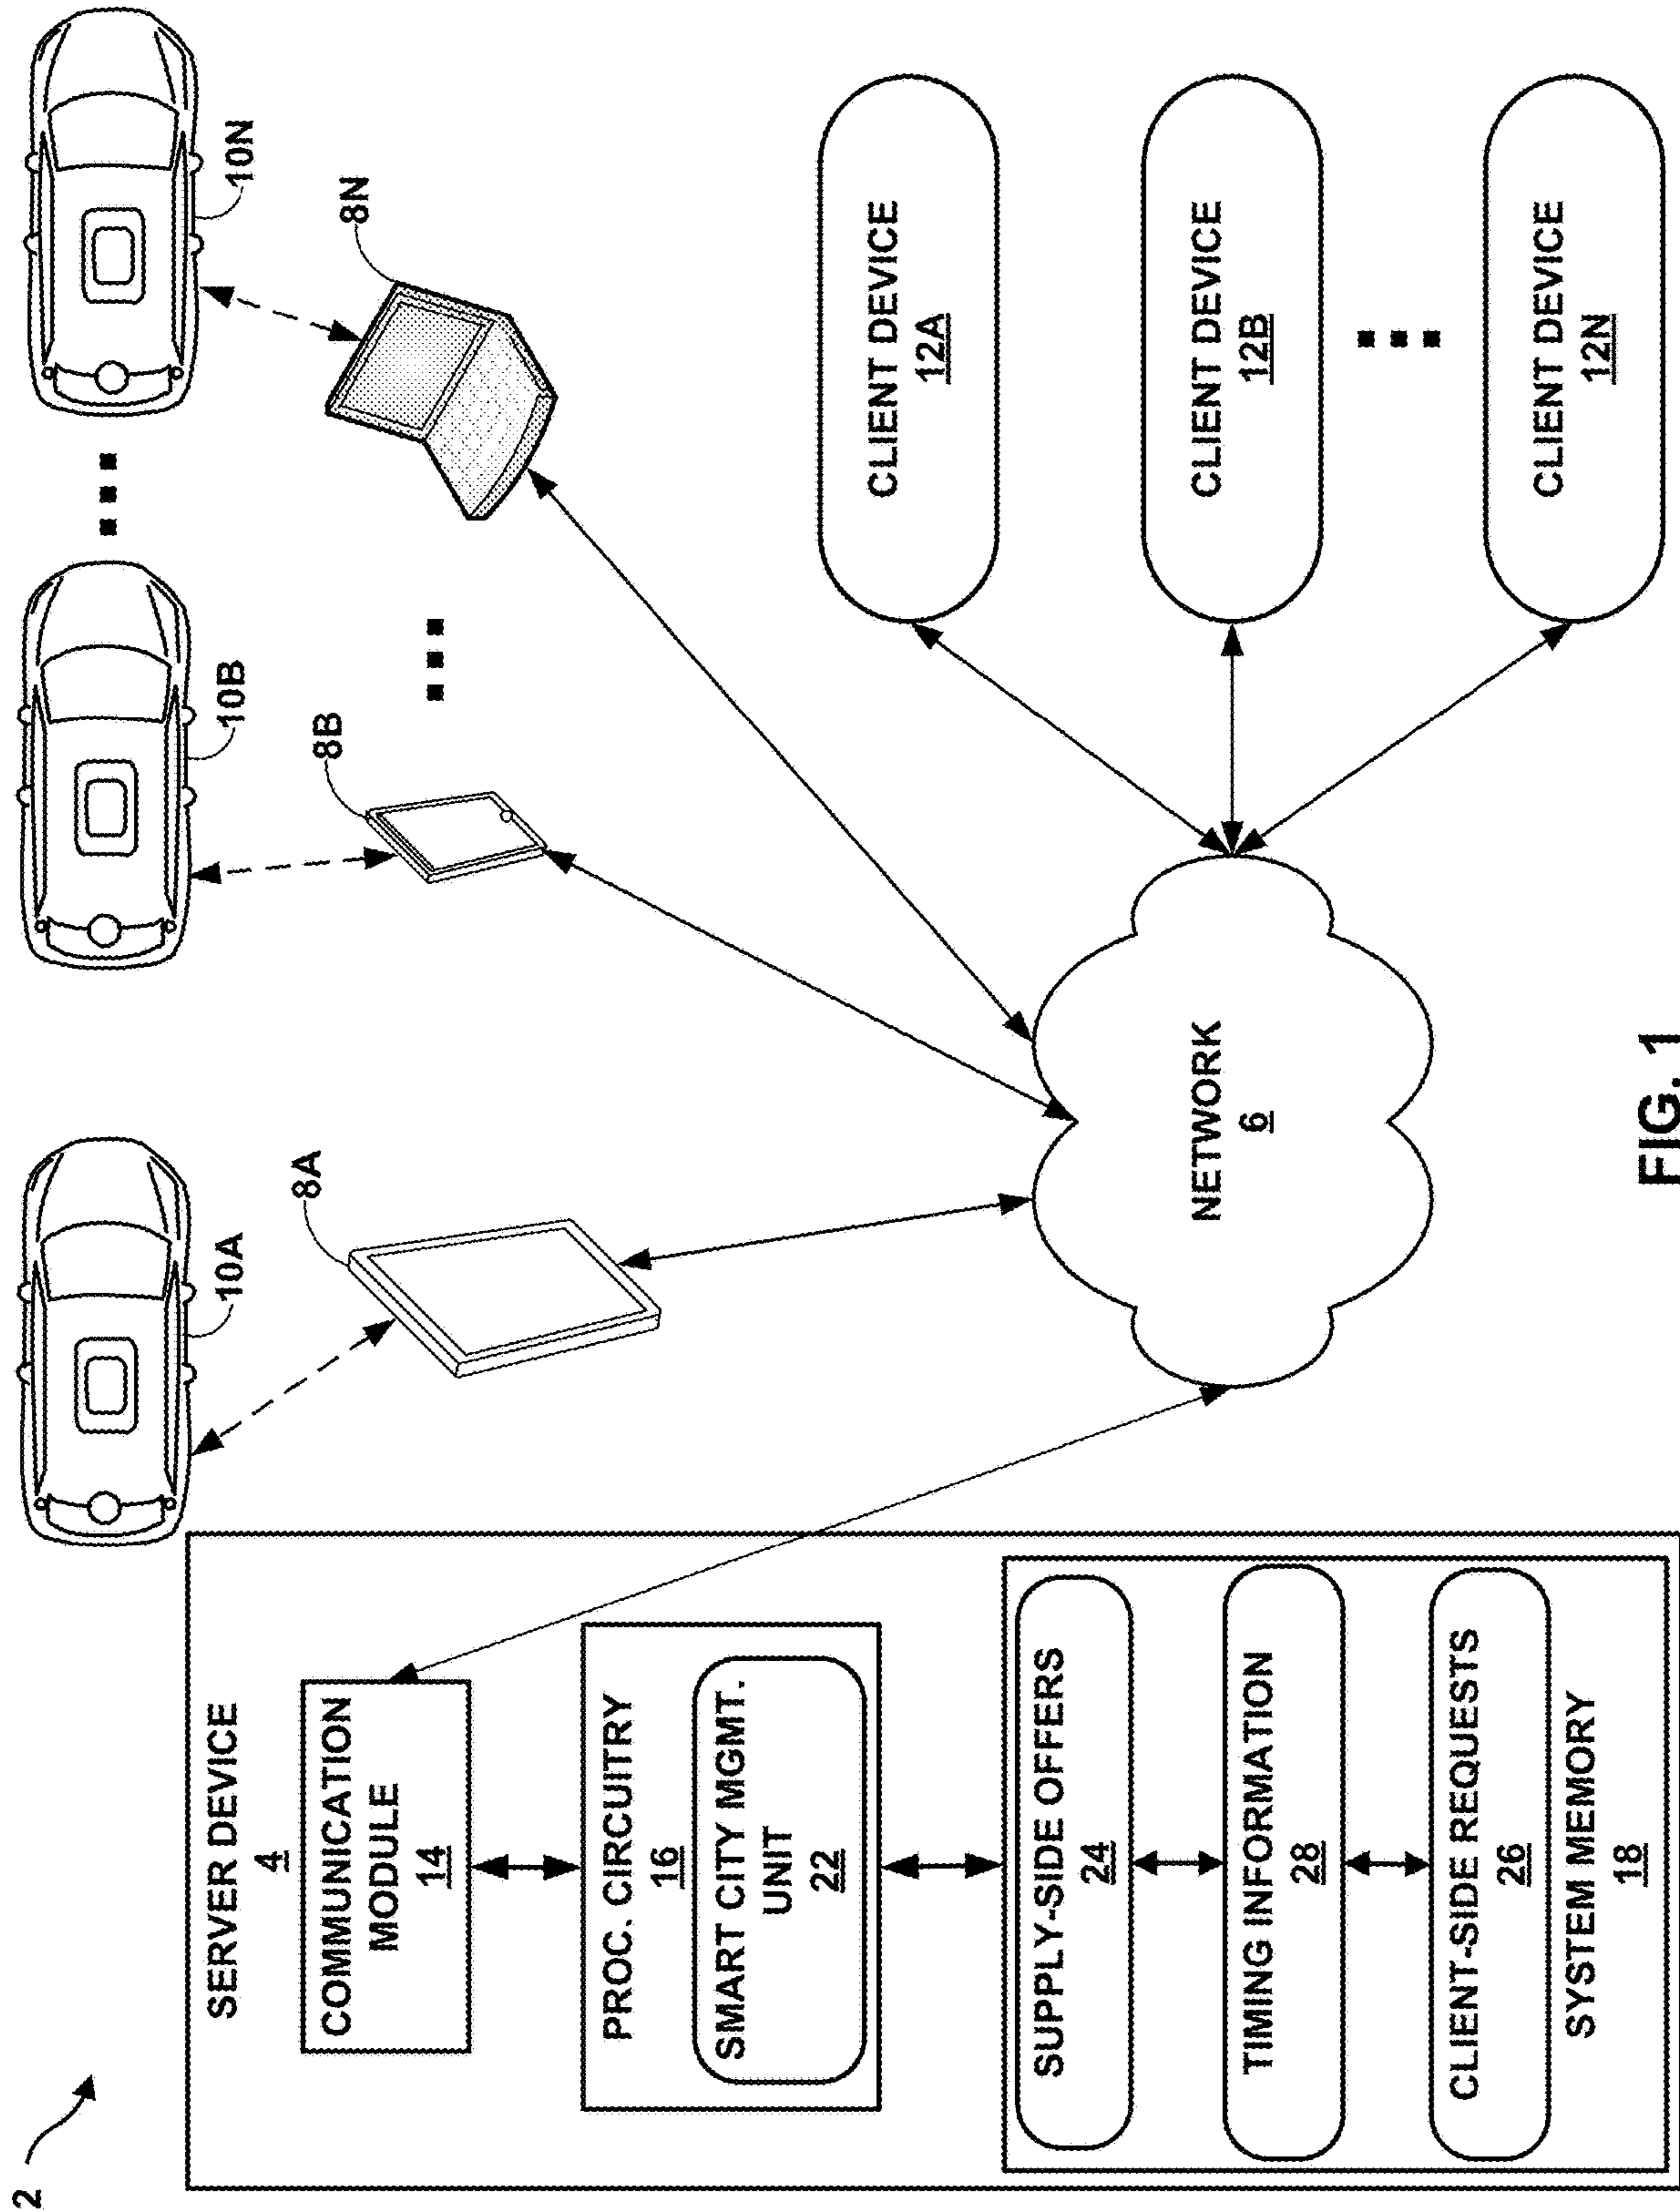 2
SERVER DEVICE
4
COMMUNICATION
MODULE
14
PROC. CIRCUITRY
16
SMART CITY MGMT.
UNIT
22
SUPPLY-SIDE OFFERS
24
TIMING INFORMATION
28
CLIENT-SIDE REQUESTS
26
SYSTEM MEMORY
18
10A
10B
10N
8A
8B
8N
NETWORK
6
CLIENT DEVICE
12A
CLIENT DEVICE
12B
CLIENT DEVICE
12N
FIG. 1